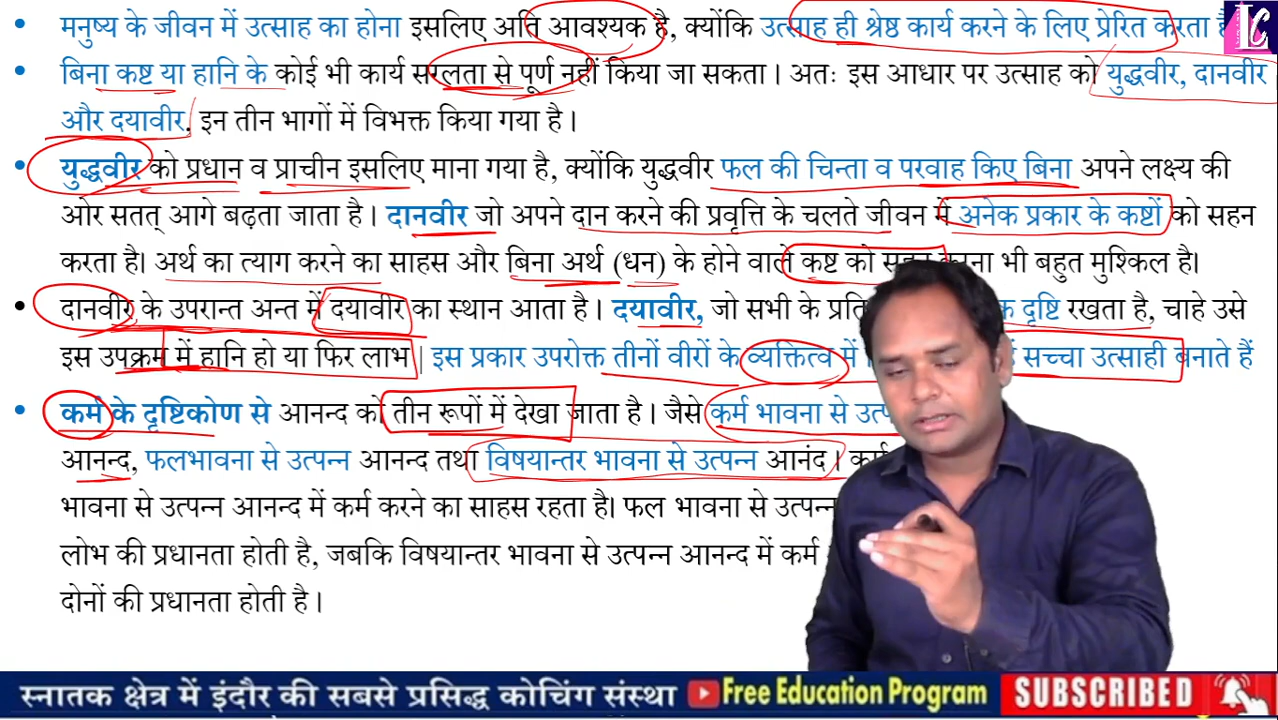 मनुष्य के जीवन में उत्साह का होना इसलिए अति आवश्यक है, क्योंकि उत्साह ही श्रेष्ठ कार्य करने के लिए प्रेरित करता है
LC
बिना कष्ट या हानि के कोई भी कार्य सरलता से पूर्ण नहीं किया जा सकता। अतः इस आधार पर उत्साह को युद्धवीर, दानवीर
और दयावीर, इन तीन भागों में विभक्त किया गया है।
युद्धवीर को प्रधान व प्राचीन इसलिए माना गया है, क्योंकि युद्धवीर फल की चिन्ता व परवाह किए बिना अपने लक्ष्य की
ओर सतत् आगे बढ़ता जाता है। दानवीर जो अपने दान करने की प्रवृत्ति के चलते जीवन में अनेक प्रकार के कष्टों को सहन
करता है। अर्थ का त्याग करने का साहस और बिना अर्थ (धन) के होने वाले कष्ट को सहन करना भी बहुत मुश्किल है।
दानवीर के उपरान्त अन्त में दयावीर का स्थान आता है। दयावीर, जो सभी के प्रति दृष्टि रखता है, चाहे उसे
इस उपक्रम में हानि हो या फिर लाभ | इस प्रकार उपरोक्त तीनों वीरों के व्यक्तित्व में सच्चा उत्साही बनाते हैं
कर्म के दृष्टिकोण से आनन्द को तीन रूपों में देखा जाता है। जैसे कर्म भावना से
आनन्द, फलभावना से उत्पन्न आनन्द तथा विषयान्तर भावना से उत्पन्न आनंद।
भावना से उत्पन्न आनन्द में कर्म करने का साहस रहता है। फल भावना से उत्पन्न
लोभ की प्रधानता होती है, जबकि विषयान्तर भावना से उत्पन्न आनन्द में कर्म
दोनों की प्रधानता होती है।
स्नातक क्षेत्र में इंदौर की सबसे प्रसिद्ध कोचिंग संस्था Free Education Program SUBSCRIBED